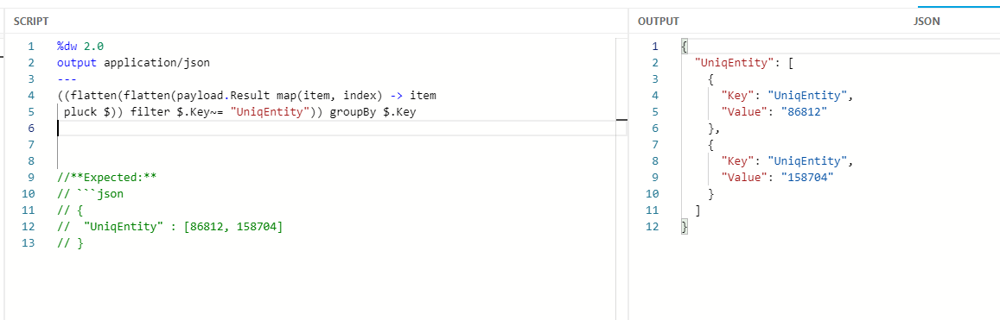 SCRIPT
1 %dw 2.0
2 output application/json
3 ---
4 ((flatten(flatten(payload.Result map(item, index) -> item
5 pluck $)) filter $.Key~= "UniqEntity")) groupBy $.Key
6
7
8
9 //**Expected:**
10 // ```json
11 // {
12 //  "UniqEntity" : [86812, 158704]
13 // }
OUTPUT JSON
1 {
2   "UniqEntity": [
3     {
4       "Key": "UniqEntity",
5       "Value": "86812"
6     },
7     {
8       "Key": "UniqEntity",
9       "Value": "158704"
10     }
11   ]
12 }